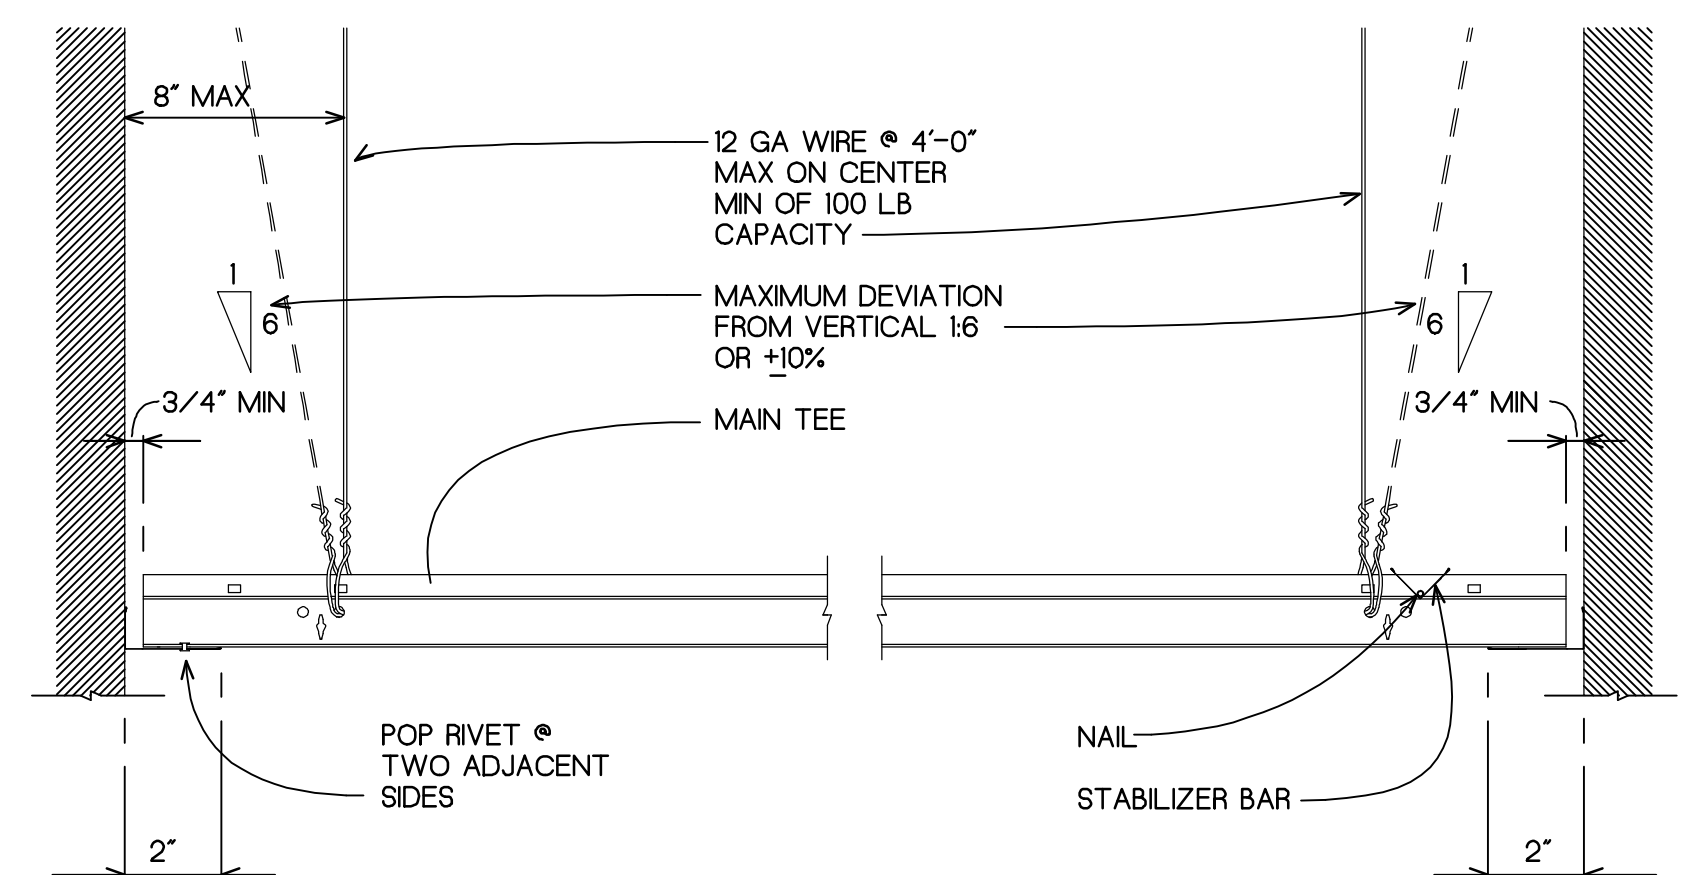 8" MAX
12 GA WIRE @ 4'-0"
MAX ON CENTER
MIN OF 100 LB
CAPACITY
1
6
MAXIMUM DEVIATION
FROM VERTICAL 1:6
OR ±10%
1
6
3/4" MIN
3/4" MIN
MAIN TEE
POP RIVET @
TWO ADJACENT
SIDES
NAIL
STABILIZER BAR
2"
2"